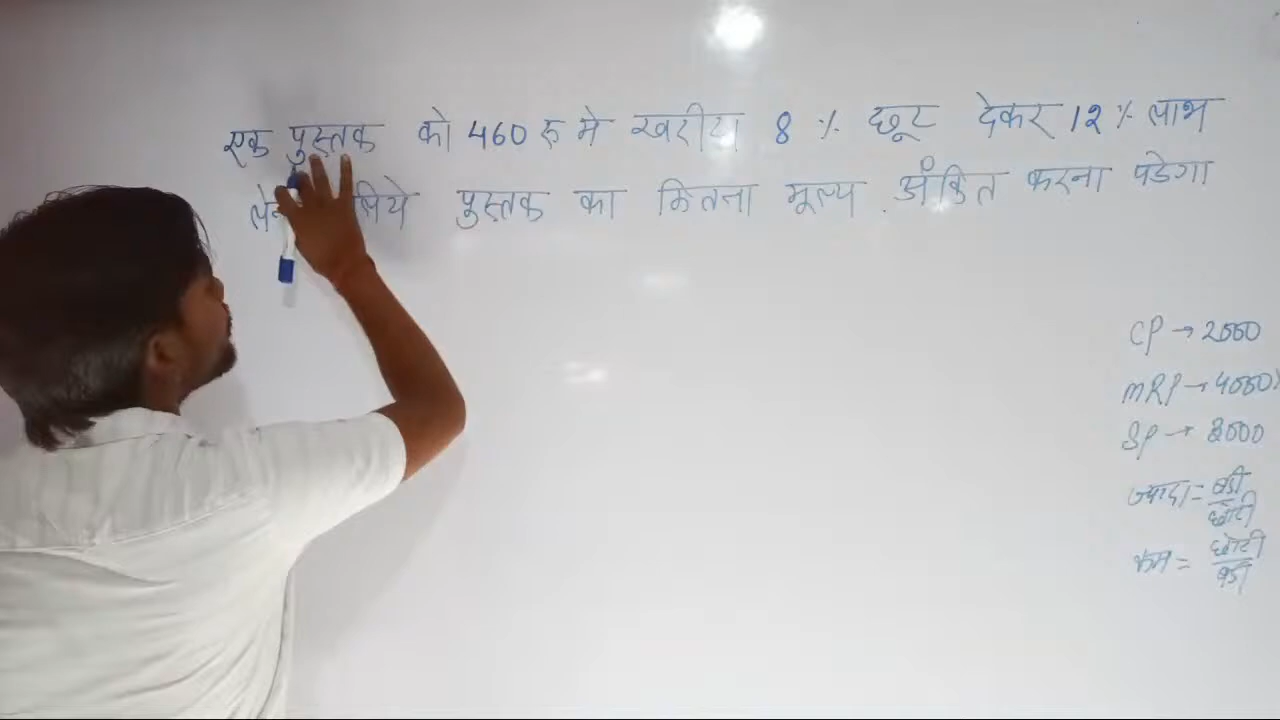 एक पुस्तक को 460 रु मे खरीदा 8 % छूट देकर 12 % लाभ
पुस्तक का कितना मूल्य अंकित करना पडेगा
CP → 2000
MRP → 4000
SP → 3000
ज्यादा = बडी/छोटी
कम = छोटी/बडी